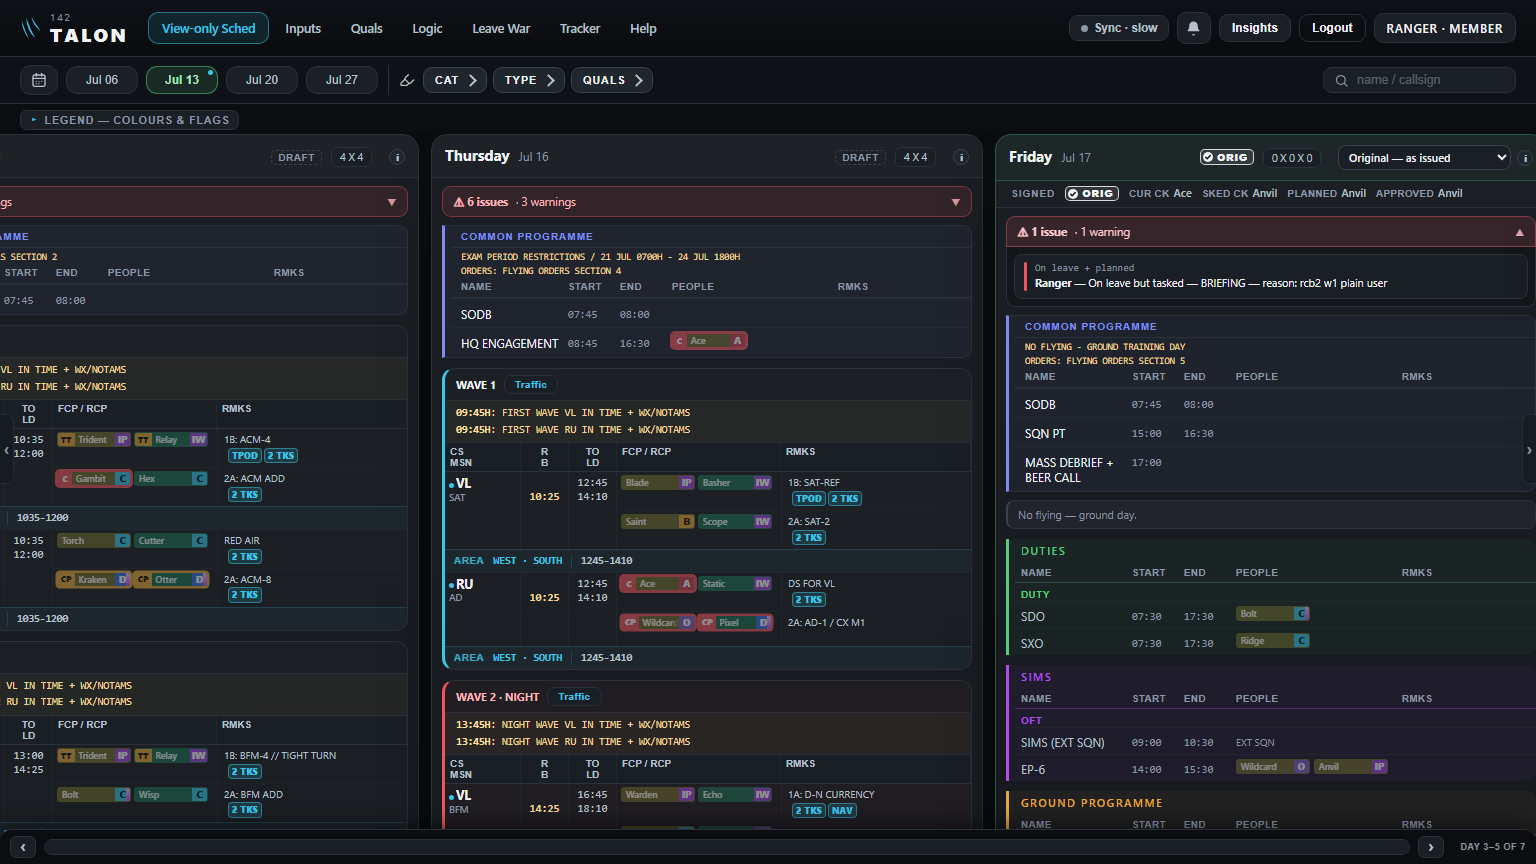 142
TALON
View-only Sched
Inputs
Quals
Logic
Leave War
Tracker
Help
Sync · slow
Insights
Logout
RANGER · MEMBER
Jul 06
Jul 13
Jul 20
Jul 27
CAT
TYPE
QUALS
name / callsign
LEGEND — COLOURS & FLAGS
DRAFT
4 X 4
i
gs
AMME
S SECTION 2
START END PEOPLE RMKS
07:45 08:00
VL IN TIME + WX/NOTAMS
RU IN TIME + WX/NOTAMS
TO LD FCP / RCP RMKS
10:35 12:00
TT Trident IP TT Relay IW
1B: ACM-4
TPOD 2 TKS
C Gambit C Hex C
2A: ACM ADD
2 TKS
1035-1200
10:35 12:00
Torch C Cutter C
RED AIR
2 TKS
CP Kraken D CP Otter D
2A: ACM-8
2 TKS
1035-1200
VL IN TIME + WX/NOTAMS
RU IN TIME + WX/NOTAMS
TO LD FCP / RCP RMKS
13:00 14:25
TT Trident IP TT Relay IW
1B: BFM-4 // TIGHT TURN
2 TKS
Bolt C Wisp C
2A: BFM ADD
2 TKS
Thursday Jul 16
DRAFT
4 X 4
i
6 issues · 3 warnings
COMMON PROGRAMME
EXAM PERIOD RESTRICTIONS / 21 JUL 0700H - 24 JUL 1800H
ORDERS: FLYING ORDERS SECTION 4
NAME START END PEOPLE RMKS
SODB 07:45 08:00
HQ ENGAGEMENT 08:45 16:30 C Ace A
WAVE 1 Traffic
09:45H: FIRST WAVE VL IN TIME + WX/NOTAMS
09:45H: FIRST WAVE RU IN TIME + WX/NOTAMS
CS MSN R B TO LD FCP / RCP RMKS
VL SAT 10:25 12:45 14:10
Blade IP Basher IW
1B: SAT-REF
TPOD 2 TKS
Saint B Scope IW
2A: SAT-2
2 TKS
AREA WEST · SOUTH 1245-1410
RU AD 10:25 12:45 14:10
C Ace A Static IW
DS FOR VL
2 TKS
CP Wildcard O CP Pixel D
2A: AD-1 / CX M1
AREA WEST · SOUTH 1245-1410
WAVE 2 · NIGHT Traffic
13:45H: NIGHT WAVE VL IN TIME + WX/NOTAMS
13:45H: NIGHT WAVE RU IN TIME + WX/NOTAMS
CS MSN R B TO LD FCP / RCP RMKS
VL BFM 14:25 16:45 18:10
Warden IP Echo IW
1A: D-N CURRENCY
2 TKS NAV
Friday Jul 17
ORIG
0 X 0 X 0
Original — as issued
i
SIGNED ORIG CUR CK Ace SKED CK Anvil PLANNED Anvil APPROVED Anvil
1 issue · 1 warning
On leave + planned
Ranger — On leave but tasked — BRIEFING — reason: rcb2 w1 plain user
COMMON PROGRAMME
NO FLYING - GROUND TRAINING DAY
ORDERS: FLYING ORDERS SECTION 5
NAME START END PEOPLE RMKS
SODB 07:45 08:00
SQN PT 15:00 16:30
MASS DEBRIEF + BEER CALL 17:00
No flying — ground day.
DUTIES
NAME START END PEOPLE RMKS
DUTY
SDO 07:30 17:30 Bolt C
SXO 07:30 17:30 Ridge C
SIMS
NAME START END PEOPLE RMKS
OFT
SIMS (EXT SQN) 09:00 10:30 EXT SQN
EP-6 14:00 15:30 Wildcard O Anvil IP
GROUND PROGRAMME
NAME START END PEOPLE RMKS
DAY 3–5 OF 7